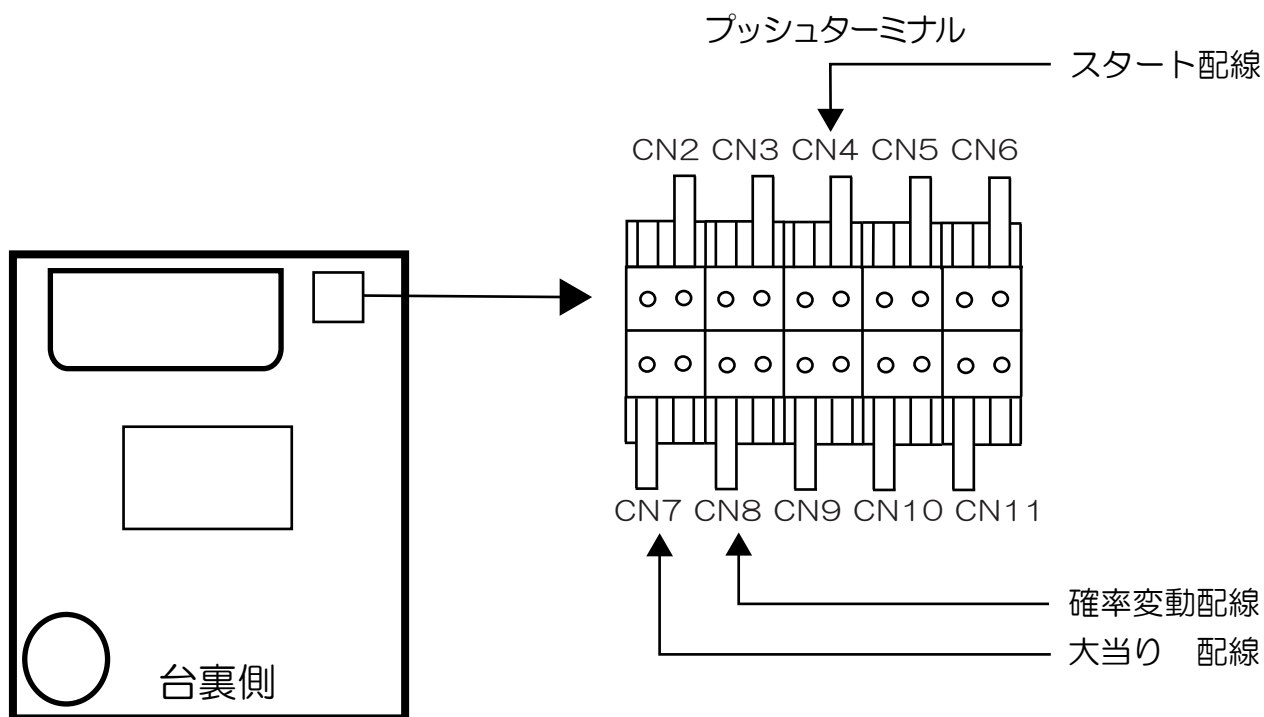 プッシュターミナル
スタート配線
CN2 CN3 CN4 CN5 CN6
CN7 CN8 CN9 CN10 CN11
確率変動配線
大当り　配線
台裏側